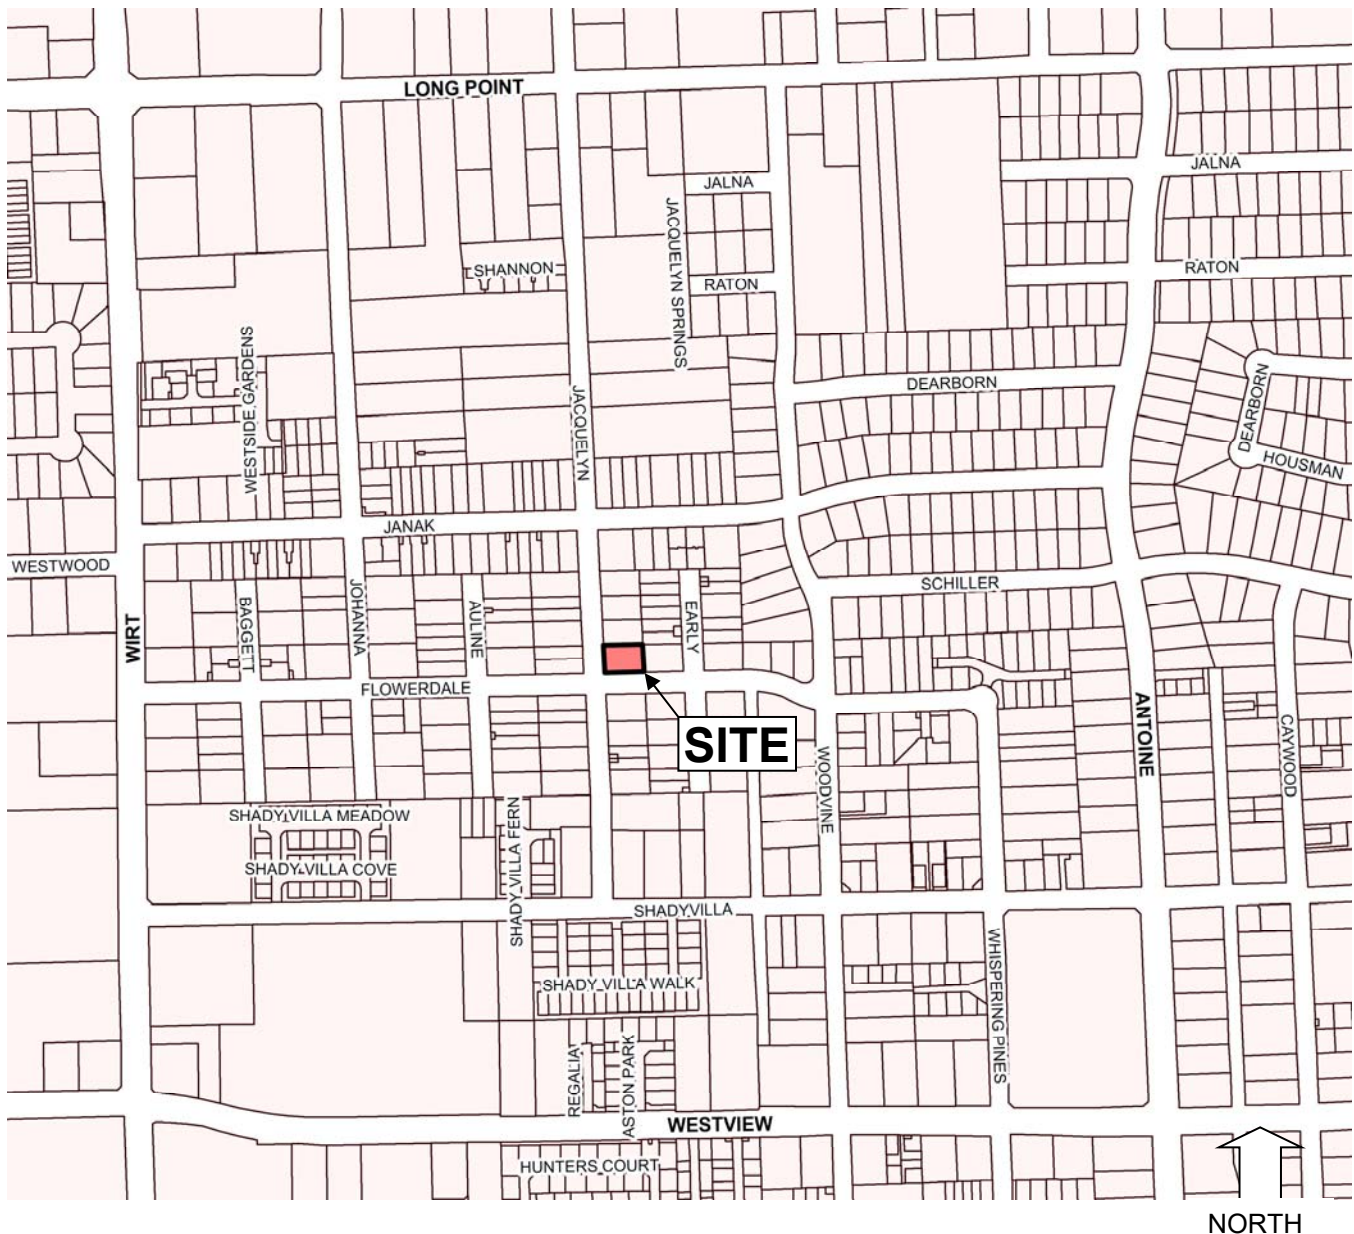 LONG POINT
JALNA
JALNA
JACQUELYN SPRINGS
SHANNON
RATON
RATON
WESTSIDE GARDENS
DEARBORN
DEARBORN
JACQUELYN
HOUSMAN
JANAK
WESTWOOD
SCHILLER
WIRT
BAGGETT
JOHANNA
AULINE
EARLY
FLOWERDALE
SITE
ANTOINE
CAYWOOD
WOODVINE
SHADY VILLA MEADOW
SHADY VILLA FERN
SHADY VILLA COVE
SHADYVILLA
WHISPERING PINES
SHADY VILLA WALK
REGALIA
ASTON PARK
WESTVIEW
HUNTERS COURT
NORTH